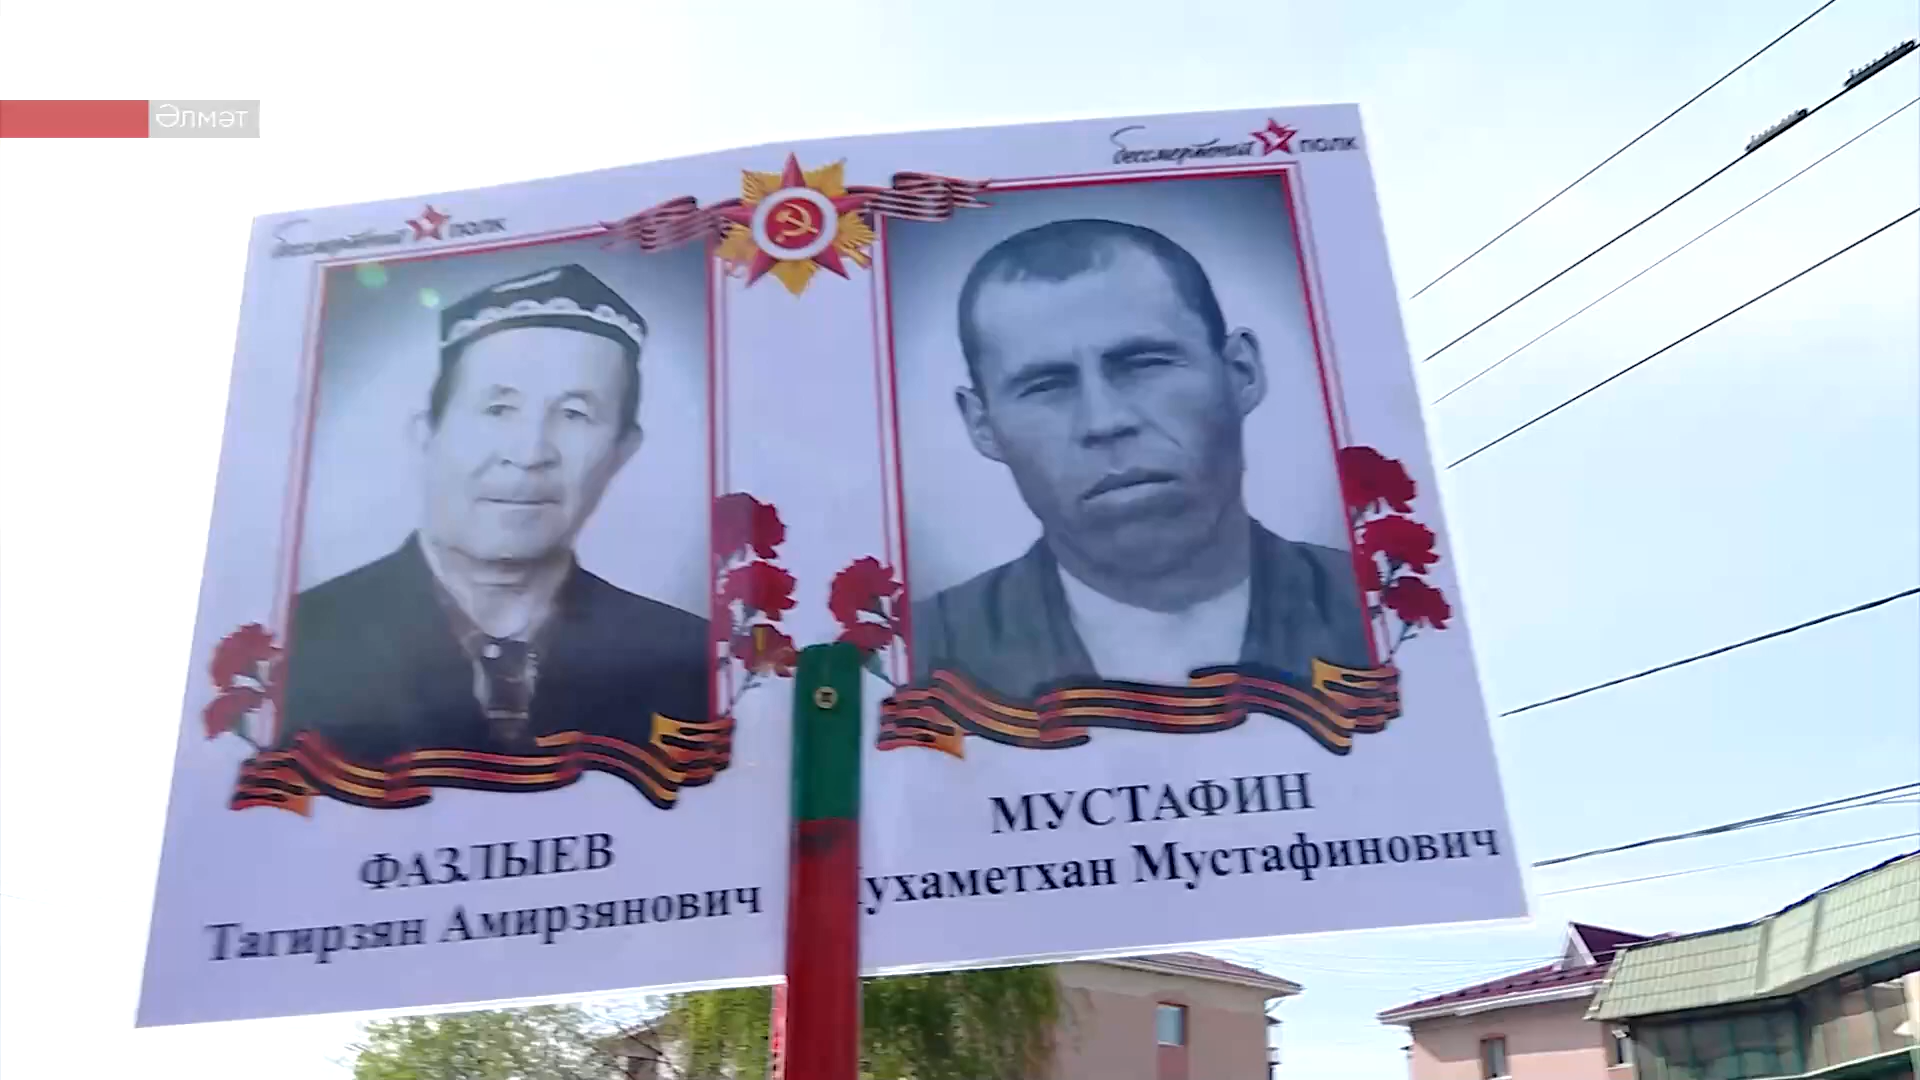 Әлмәт
бессмертный полк
бессмертный полк
ФАЗЛЫЕВ
Тагирзян Амирзянович
МУСТАФИН
ухаметхан Мустафинович